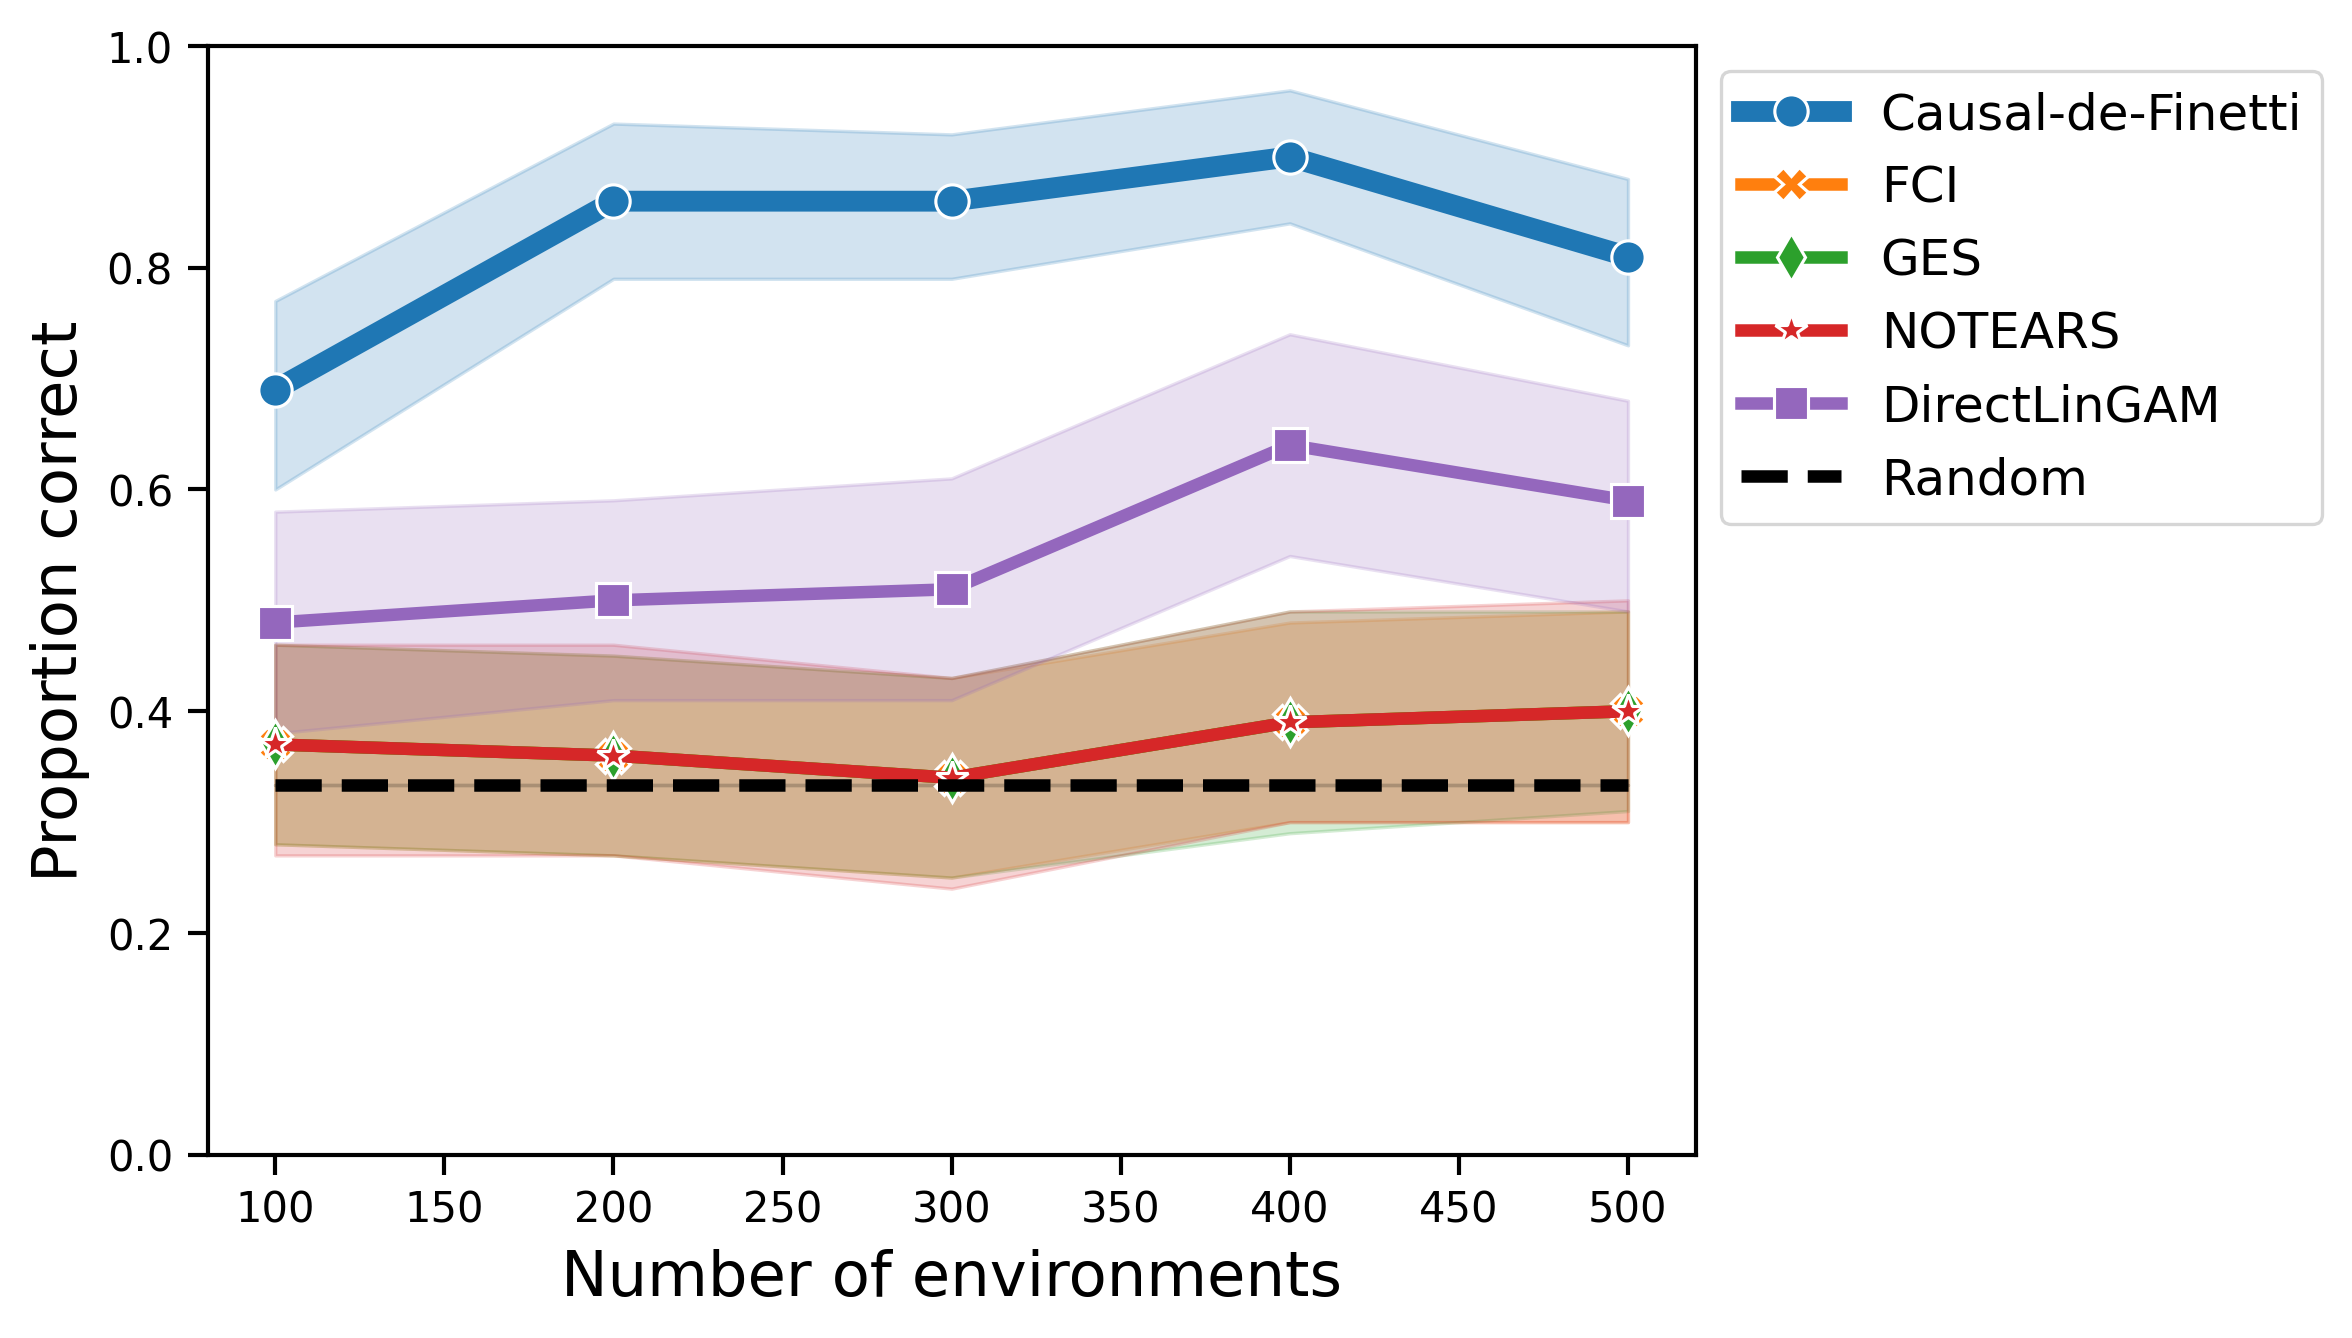 Proportion correct
1.0
0.8
0.6
0.4
0.2
0.0
100 150 200 250 300 350 400 450 500
Number of environments
Causal-de-Finetti
FCI
GES
NOTEARS
DirectLinGAM
Random